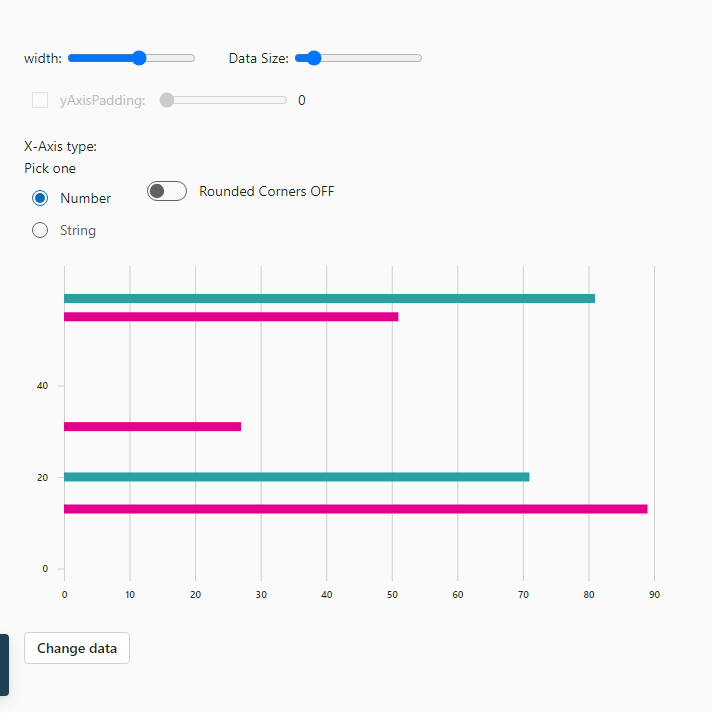 width: Data Size:
yAxisPadding: 0
X-Axis type:
Pick one
Number Rounded Corners OFF
String
40
20
0
0 10 20 30 40 50 60 70 80 90
Change data